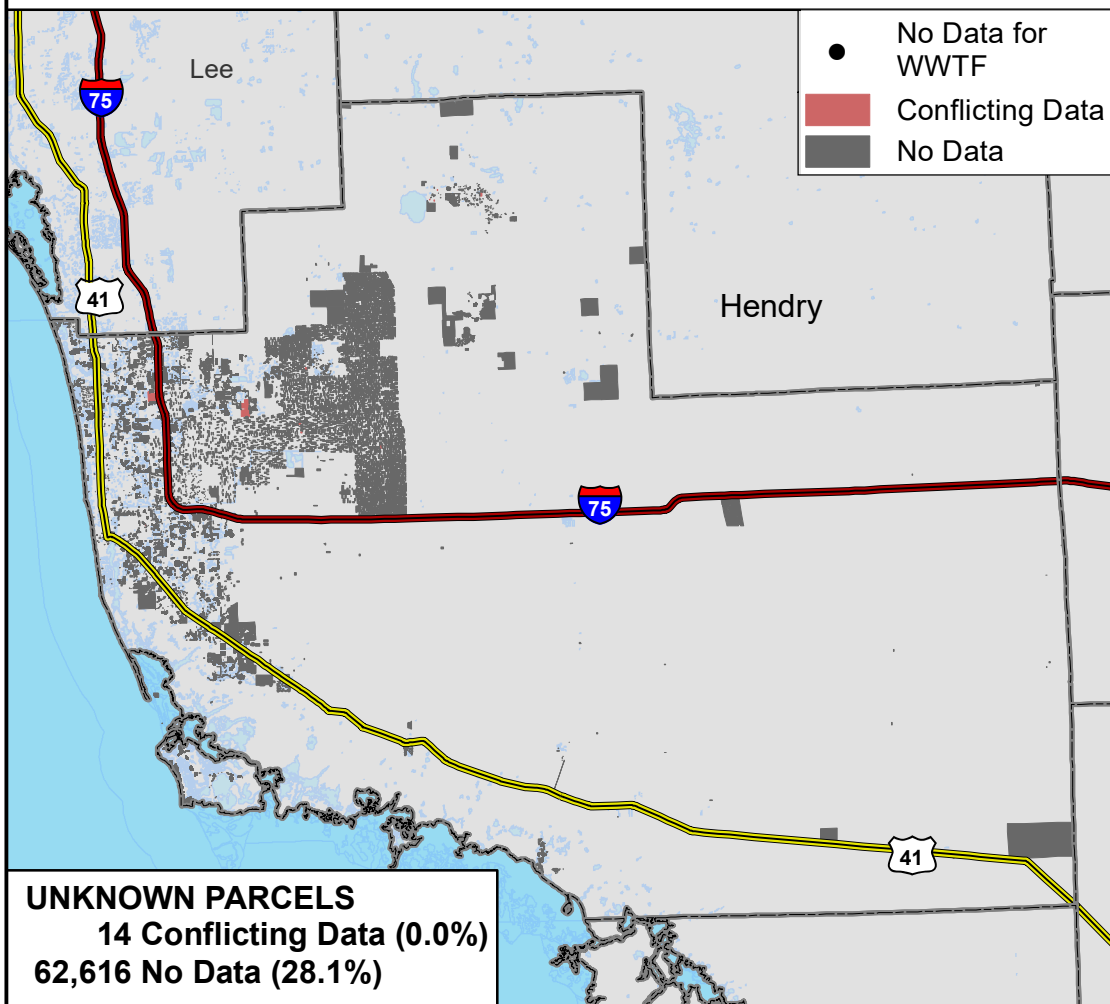 Lee
No Data for
WWTF
Conflicting Data
No Data
75
41
Hendry
75
41
UNKNOWN PARCELS
14 Conflicting Data (0.0%)
62,616 No Data (28.1%)